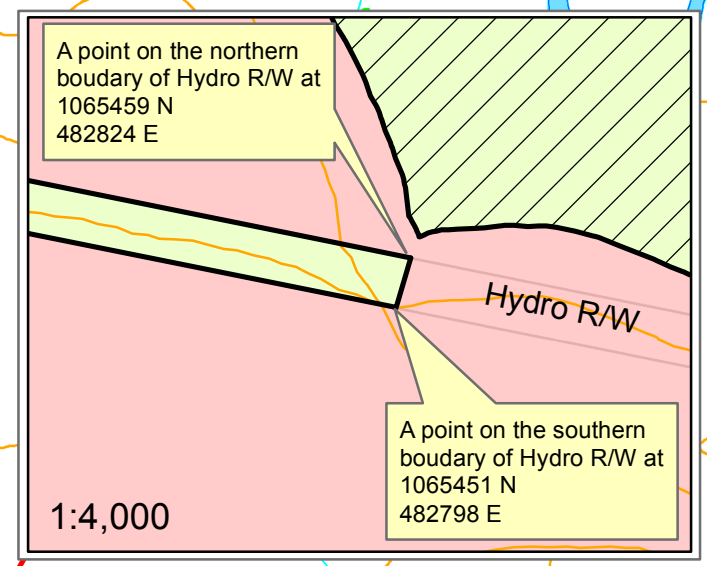 A point on the northern
boudary of Hydro R/W at
1065459 N
482824 E
Hydro R/W
A point on the southern
boudary of Hydro R/W at
1065451 N
482798 E
1:4,000